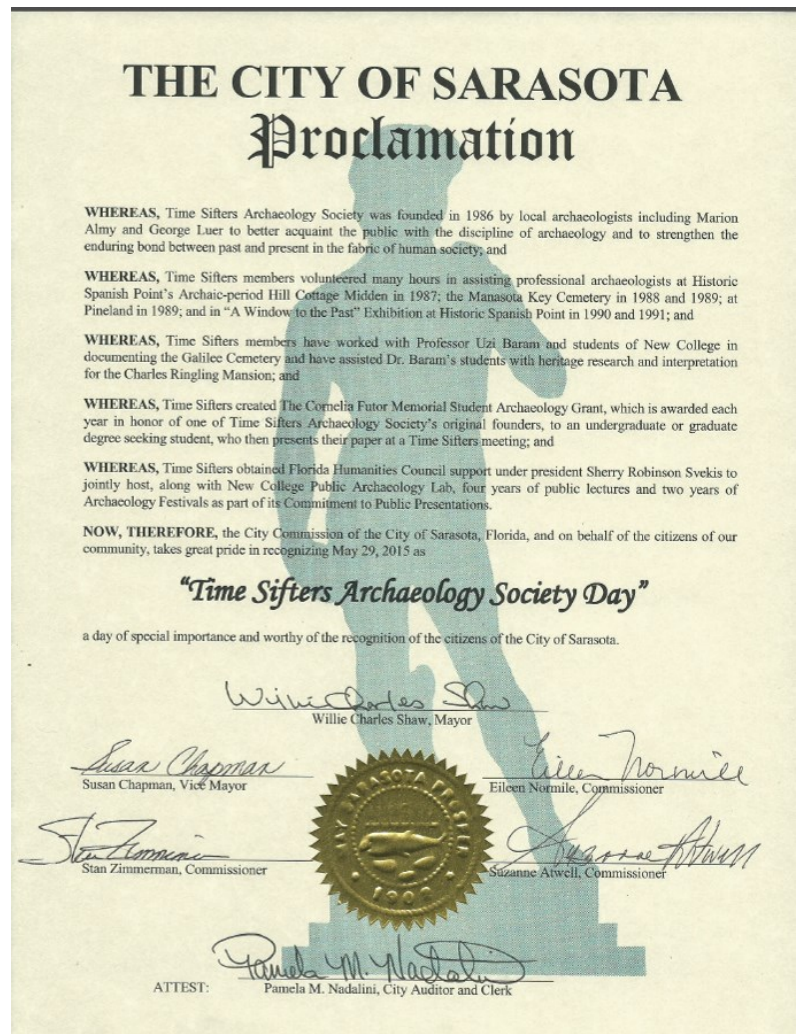 THE CITY OF SARASOTA
Proclamation
WHEREAS, Time Sifters Archaeology Society was founded in 1986 by local archaeologists including Marion
Almy and George Luer to better acquaint the public with the discipline of archaeology and to strengthen the
enduring bond between past and present in the fabric of human society; and
WHEREAS, Time Sifters members volunteered many hours in assisting professional archaeologists at Historic
Spanish Point's Archaic-period Hill Cottage Midden in 1987; the Manasota Key Cemetery in 1988 and 1989; at
Pineland in 1989; and in "A Window to the Past" Exhibition at Historic Spanish Point in 1990 and 1991; and
WHEREAS, Time Sifters members have worked with Professor Uzi Baram and students of New College in
documenting the Galilee Cemetery and have assisted Dr. Baram's students with heritage research and interpretation
for the Charles Ringling Mansion; and
WHEREAS, Time Sifters created The Cornelia Futor Memorial Student Archaeology Grant, which is awarded each
year in honor of one of Time Sifters Archaeology Society's original founders, to an undergraduate or graduate
degree seeking student, who then presents their paper at a Time Sifters meeting; and
WHEREAS, Time Sifters obtained Florida Humanities Council support under president Sherry Robinson Svekis to
jointly host, along with New College Public Archaeology Lab, four years of public lectures and two years of
Archaeology Festivals as part of its Commitment to Public Presentations.
NOW, THEREFORE, the City Commission of the City of Sarasota, Florida, and on behalf of the citizens of our
community, takes great pride in recognizing May 29, 2015 as
"Time Sifters Archaeology Society Day"
a day of special importance and worthy of the recognition of the citizens of the City of Sarasota.
Willie Charles Shaw
Willie Charles Shaw, Mayor
Susan Chapman
Susan Chapman, Vice Mayor
Eileen Normile
Eileen Normile, Commissioner
Stan Zimmerman
Stan Zimmerman, Commissioner
Suzanne Atwell
Suzanne Atwell, Commissioner
MAY SARASOTA PROSPER
1902
Pamela M. Nadalini
ATTEST: Pamela M. Nadalini, City Auditor and Clerk